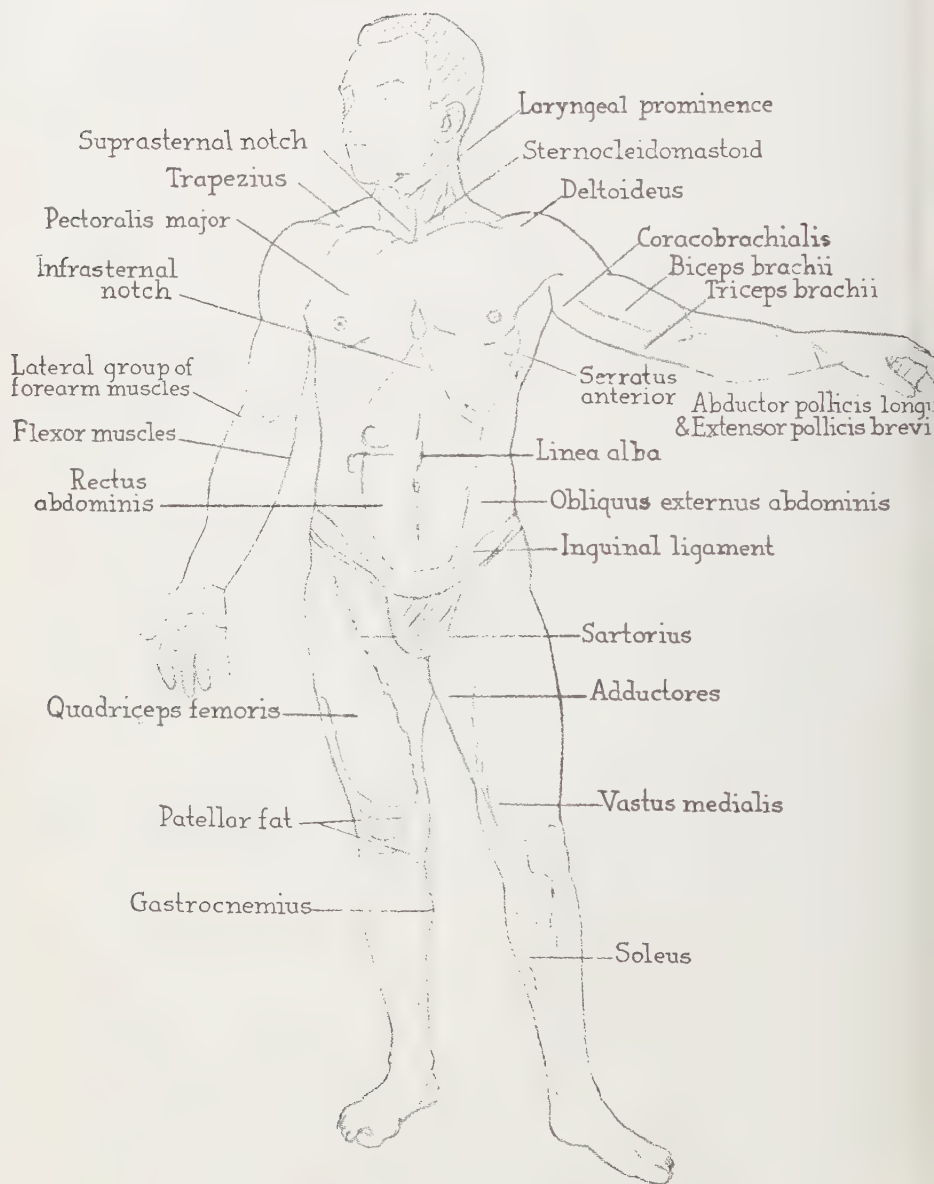 Laryngeal prominence
Suprasternal notch
Sternocleidomastoid
Trapezius
Deltoideus
Pectoralis major
Coracobrachialis
Infrasternal
notch
Biceps brachii
Triceps brachii
Lateral group of
forearm muscles
Serratus
anterior
Abductor pollicis longu
& Extensor pollicis brevi
Flexor muscles
Linea alba
Rectus
abdominis
Obliquus externus abdominis
Inguinal ligament
Sartorius
Adductores
Quadriceps femoris
Vastus medialis
Patellar fat
Gastrocnemius
Soleus